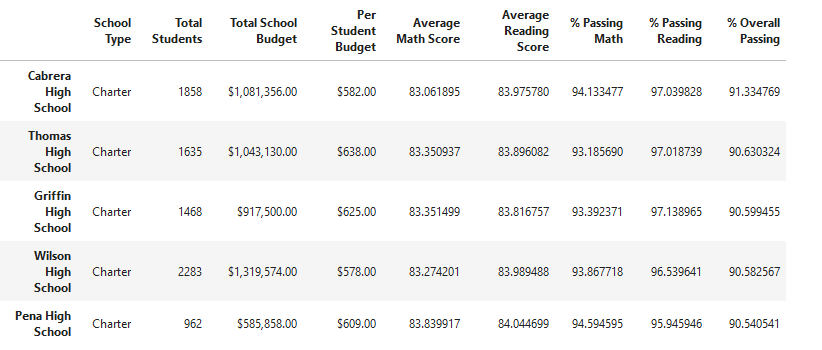 School Type Total Students Total School Budget Per Student Budget Average Math Score Average Reading Score % Passing Math % Passing Reading % Overall Passing
Cabrera High School Charter 1858 $1,081,356.00 $582.00 83.061895 83.975780 94.133477 97.039828 91.334769
Thomas High School Charter 1635 $1,043,130.00 $638.00 83.350937 83.896082 93.185690 97.018739 90.630324
Griffin High School Charter 1468 $917,500.00 $625.00 83.351499 83.816757 93.392371 97.138965 90.599455
Wilson High School Charter 2283 $1,319,574.00 $578.00 83.274201 83.989488 93.867718 96.539641 90.582567
Pena High School Charter 962 $585,858.00 $609.00 83.839917 84.044699 94.594595 95.945946 90.540541